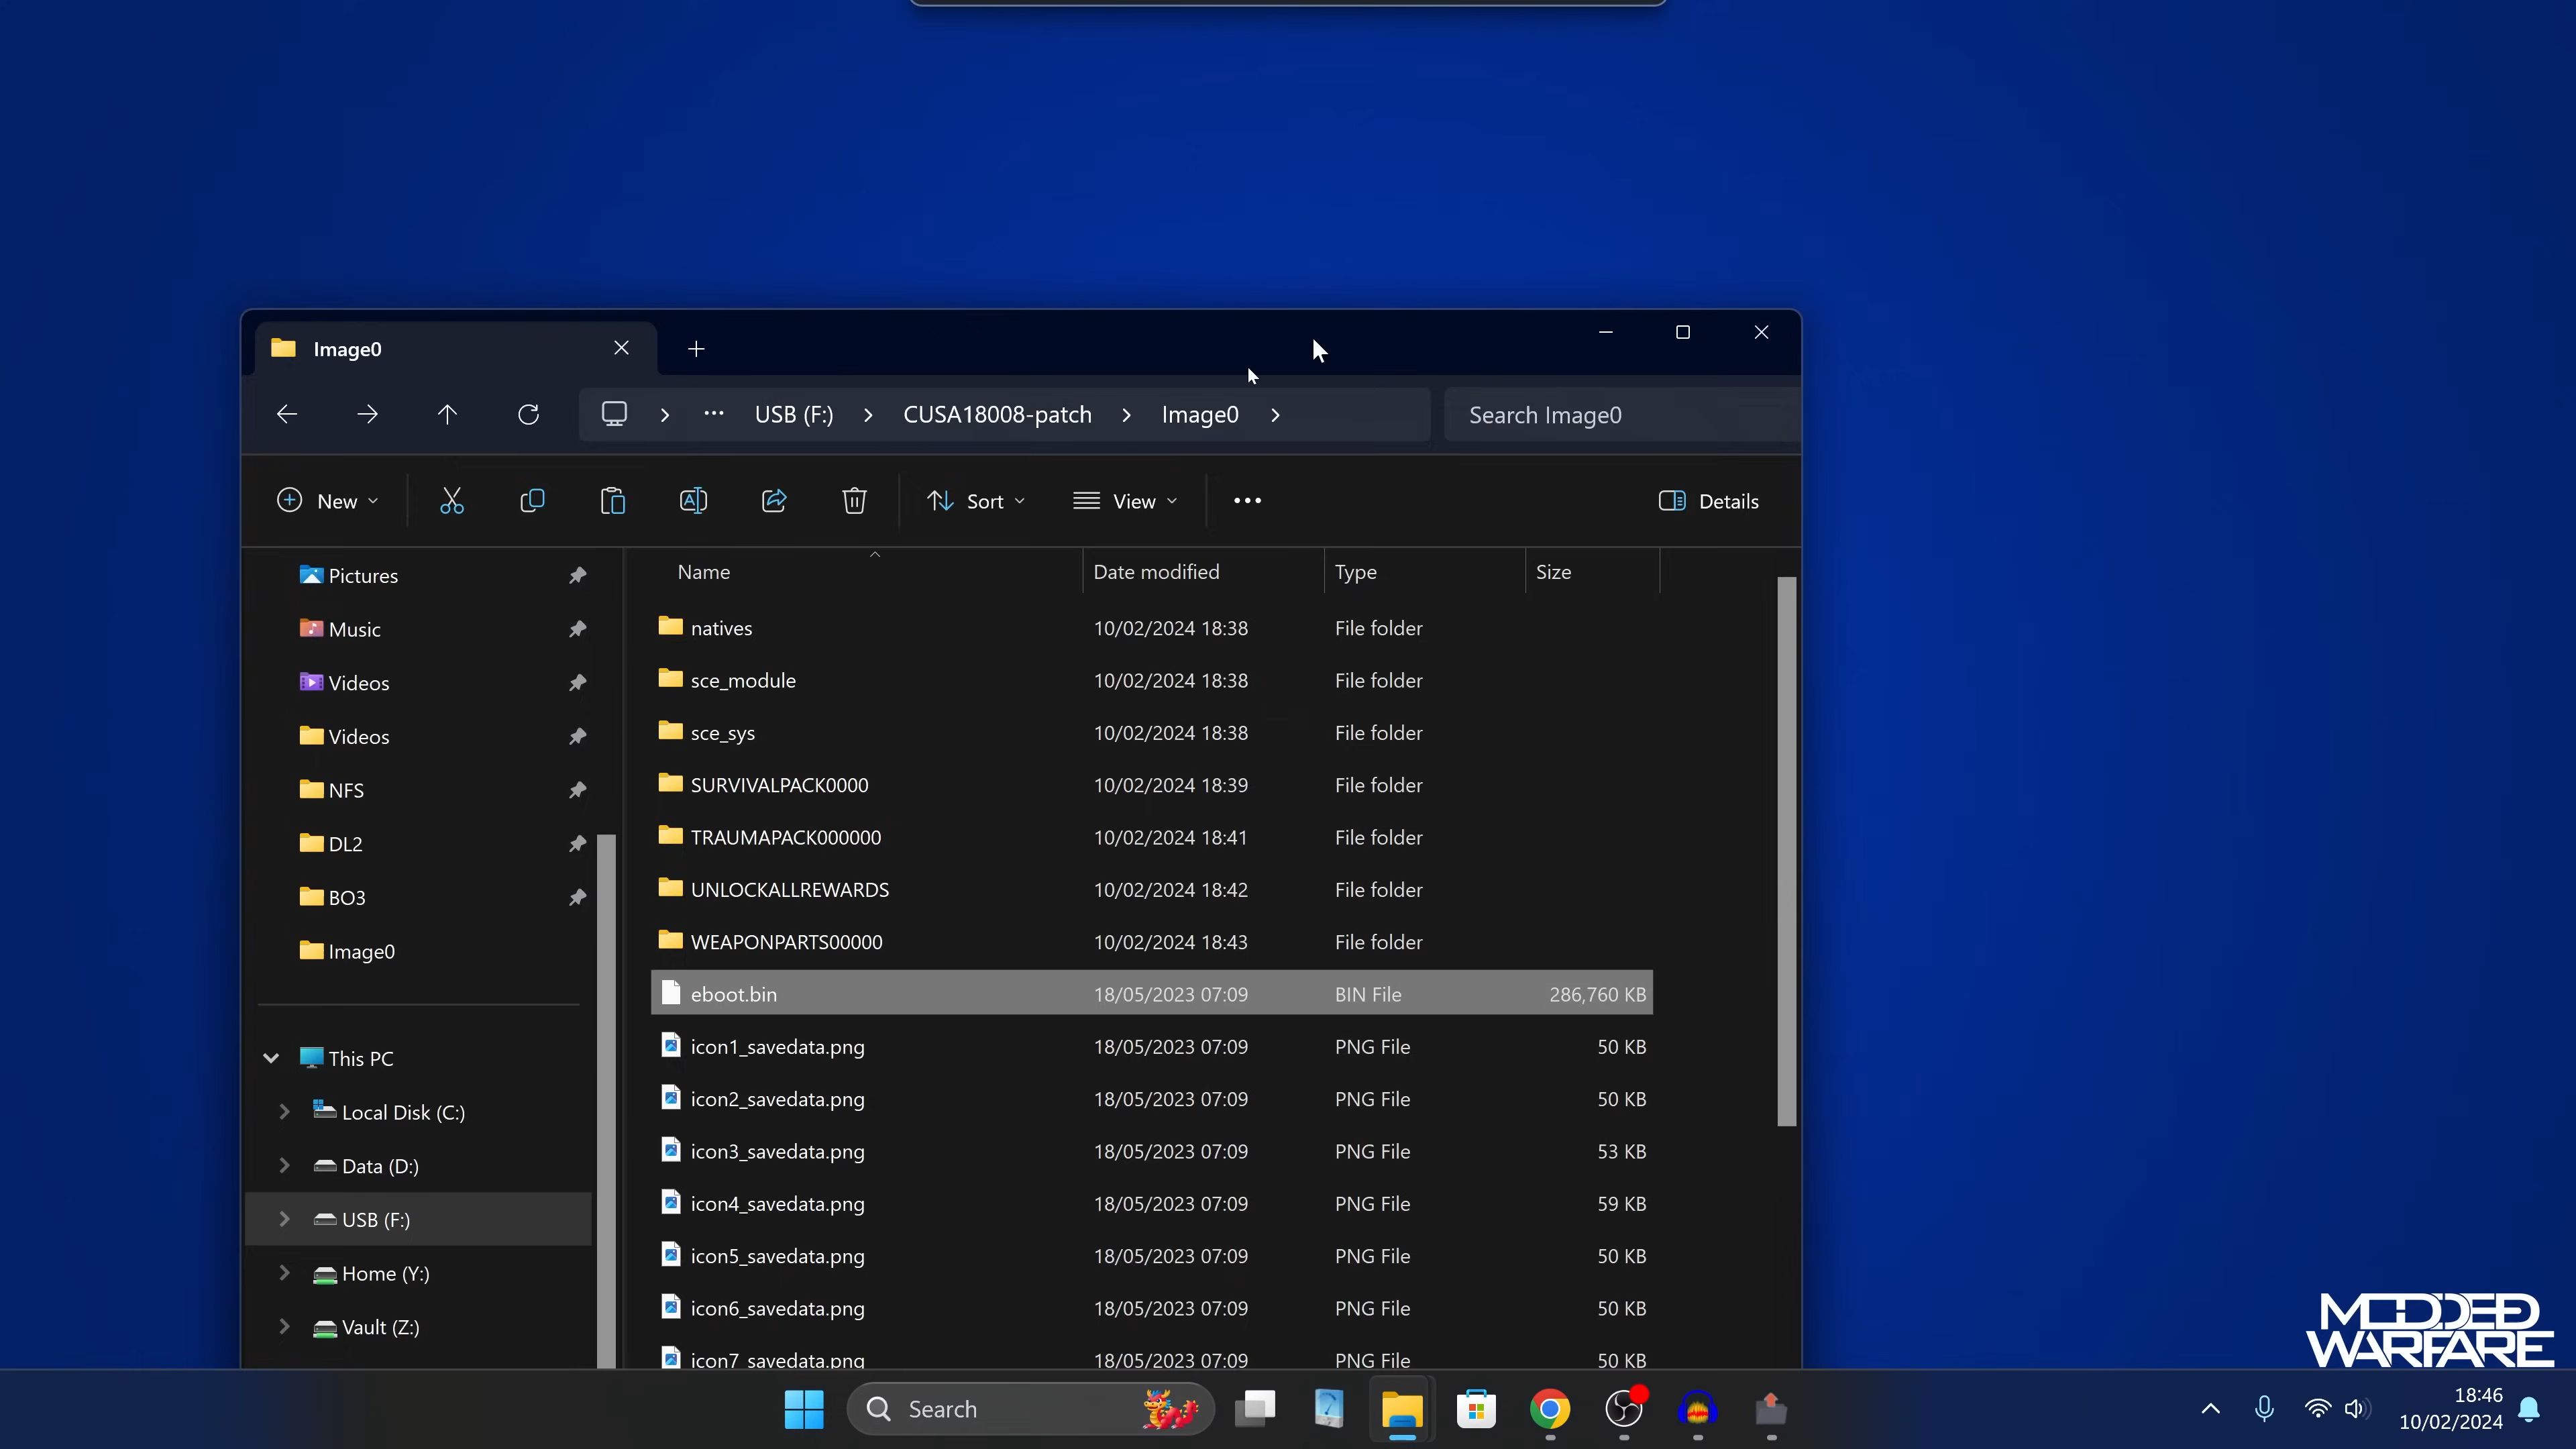 Image0
USB (F:) CUSA18008-patch Image0 Search Image0
New Sort View Details
Name Date modified Type Size
Pictures
Music
Videos
Videos
NFS
DL2
BO3
Image0
This PC
Local Disk (C:)
Data (D:)
USB (F:)
Home (Y:)
Vault (Z:)
natives 10/02/2024 18:38 File folder
sce_module 10/02/2024 18:38 File folder
sce_sys 10/02/2024 18:38 File folder
SURVIVALPACK0000 10/02/2024 18:39 File folder
TRAUMAPACK000000 10/02/2024 18:41 File folder
UNLOCKALLREWARDS 10/02/2024 18:42 File folder
WEAPONPARTS00000 10/02/2024 18:43 File folder
eboot.bin 18/05/2023 07:09 BIN File 286,760 KB
icon1_savedata.png 18/05/2023 07:09 PNG File 50 KB
icon2_savedata.png 18/05/2023 07:09 PNG File 50 KB
icon3_savedata.png 18/05/2023 07:09 PNG File 53 KB
icon4_savedata.png 18/05/2023 07:09 PNG File 59 KB
icon5_savedata.png 18/05/2023 07:09 PNG File 50 KB
icon6_savedata.png 18/05/2023 07:09 PNG File 50 KB
icon7_savedata.png 18/05/2023 07:09 PNG File 50 KB
MODDED
WARFARE
Search
18:46
10/02/2024